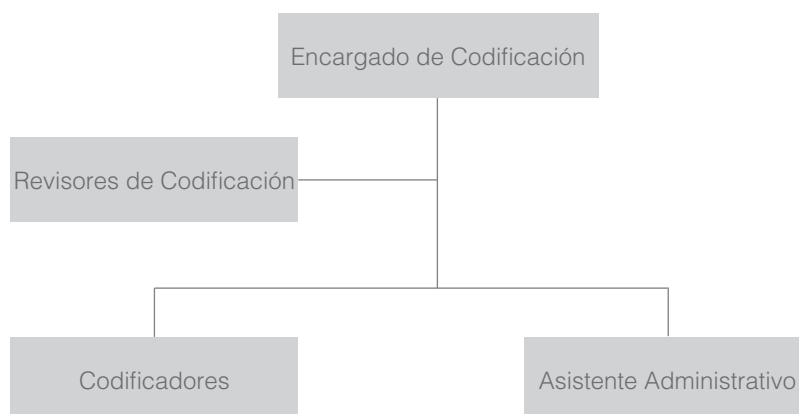 Encargado de Codificación
Revisores de Codificación
Codificadores
Asistente Administrativo